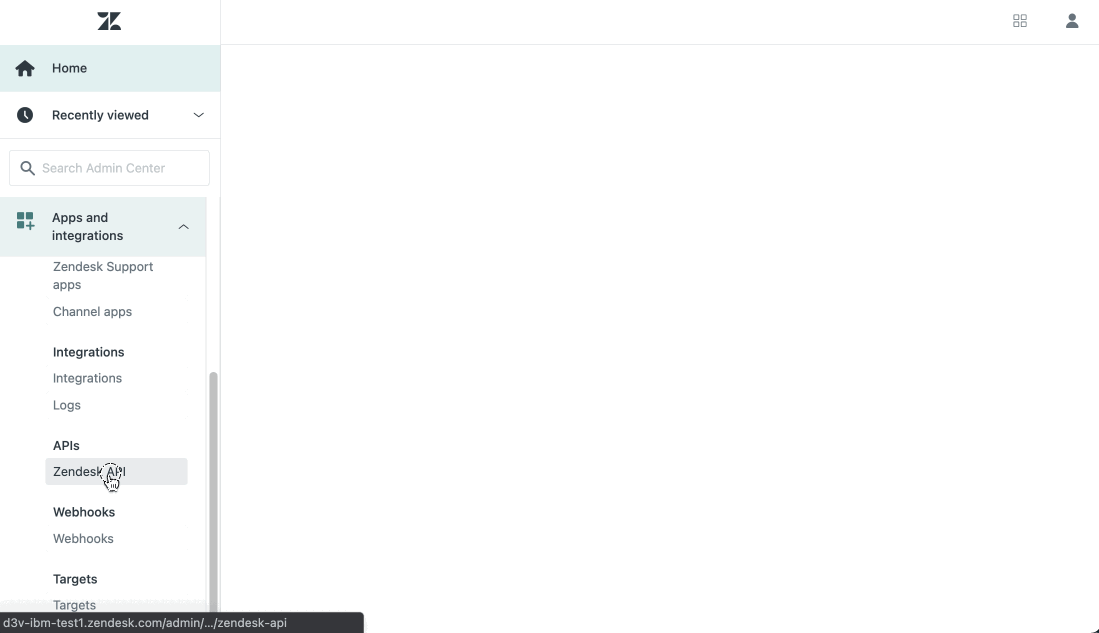 Home
Recently viewed
Search Admin Center
Apps and
integrations
Zendesk Support
apps
Channel apps
Integrations
Integrations
Logs
APIs
Zendesk API
Webhooks
Webhooks
Targets
Targets
d3v-ibm-test1.zendesk.com/admin/.../zendesk-api